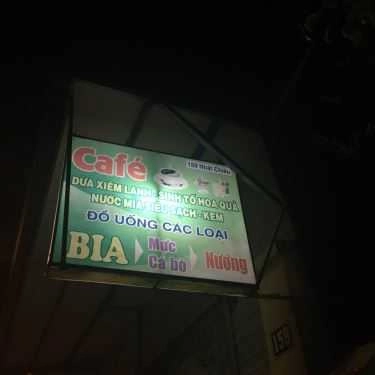 Café
159 Nhật Chiêu
DỪA XIÊM LẠNH - SINH TỐ HOA QUẢ
NƯỚC MÍA - SẠCH - KEM
ĐỒ UỐNG CÁC LOẠI
BIA
Mực
Cá bò
Nướng
159